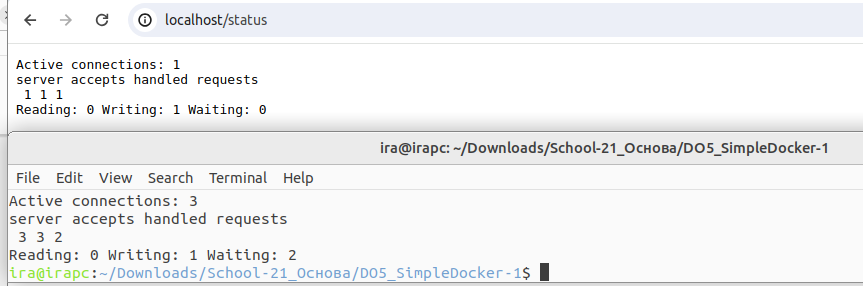 localhost/status
Active connections: 1
server accepts handled requests
 1 1 1
Reading: 0 Writing: 1 Waiting: 0
ira@irapc: ~/Downloads/School-21_Основа/DO5_SimpleDocker-1
File Edit View Search Terminal Help
Active connections: 3
server accepts handled requests
 3 3 2
Reading: 0 Writing: 1 Waiting: 2
ira@irapc:~/Downloads/School-21_Основа/DO5_SimpleDocker-1$